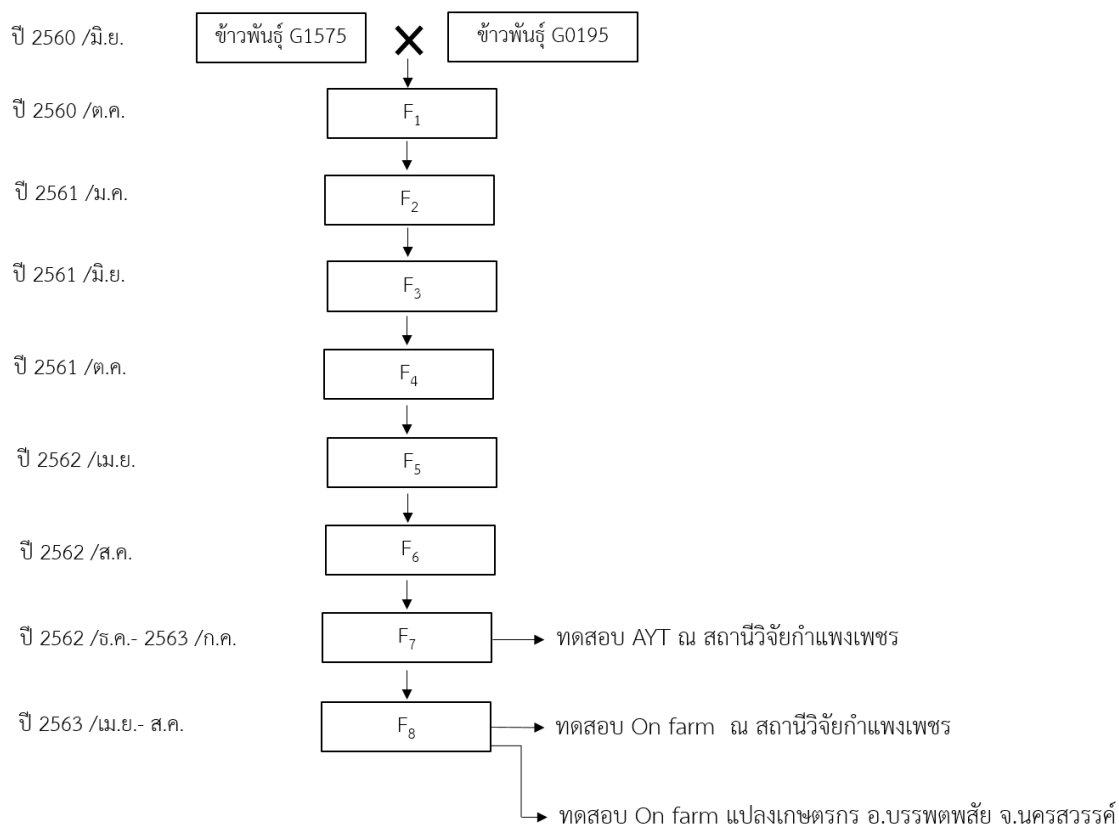 ปี 2560 /มิ.ย. ข้าวพันธุ์ G1575 X ข้าวพันธุ์ G0195
ปี 2560 /ต.ค. F1
ปี 2561 /ม.ค. F2
ปี 2561 /มิ.ย. F3
ปี 2561 /ต.ค. F4
ปี 2562 /เม.ย. F5
ปี 2562 /ส.ค. F6
ปี 2562 /ธ.ค.- 2563 /ก.ค. F7 ทดสอบ AYT ณ สถานีวิจัยกำแพงเพชร
ปี 2563 /เม.ย.- ส.ค. F8 ทดสอบ On farm ณ สถานีวิจัยกำแพงเพชร
ทดสอบ On farm แปลงเกษตรกร อ.บรรพตพสัย จ.นครสวรรค์